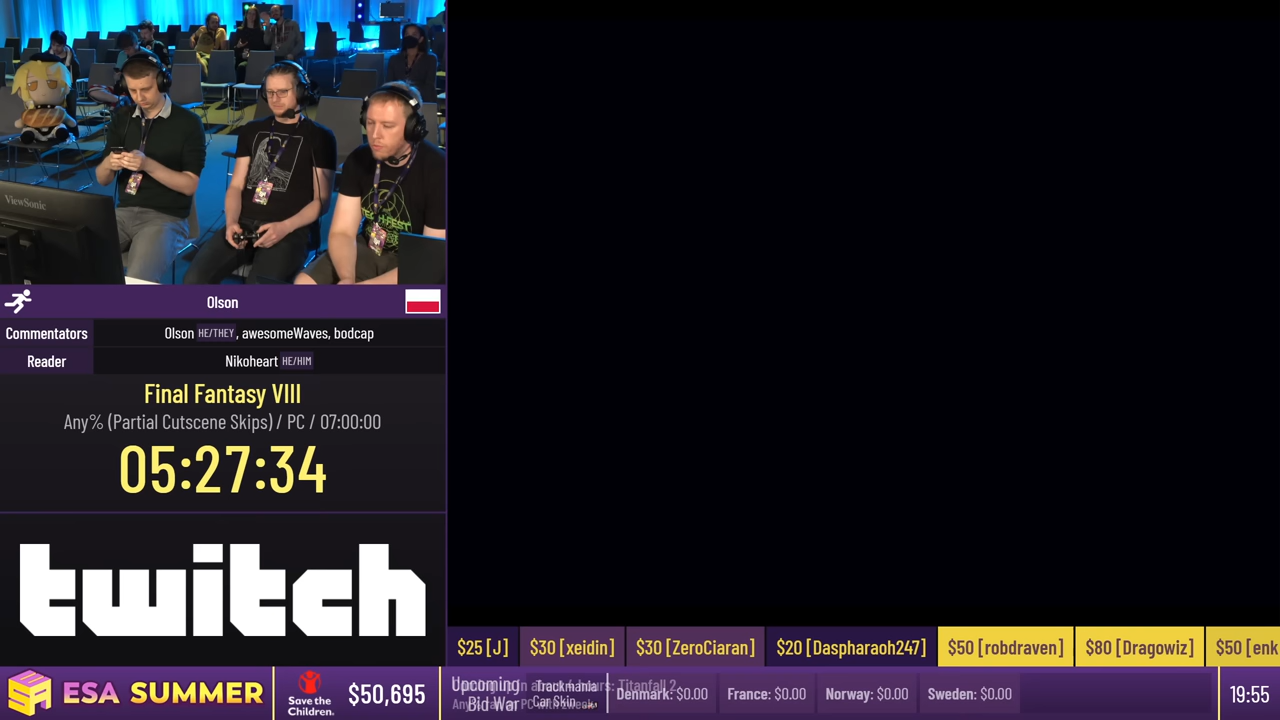 ViewSonic
Olson
Commentators
Olson HE/THEY, awesomeWaves, bodcap
Reader
Nikoheart HE/HIM
Final Fantasy VIII
Any% (Partial Cutscene Skips) / PC / 07:00:00
05:27:34
twitch
$25 [J] $30 [xeidin] $30 [ZeroCiaran] $20 [Daspharaoh247] $50 [robdraven] $80 [Dragowiz] $50 [enk
ESA SUMMER
Save the Children.
$50,695
Upcoming Bid War
Trackmania Car Skin
Titanfall 2
Denmark: $0.00 France: $0.00 Norway: $0.00 Sweden: $0.00
19:55